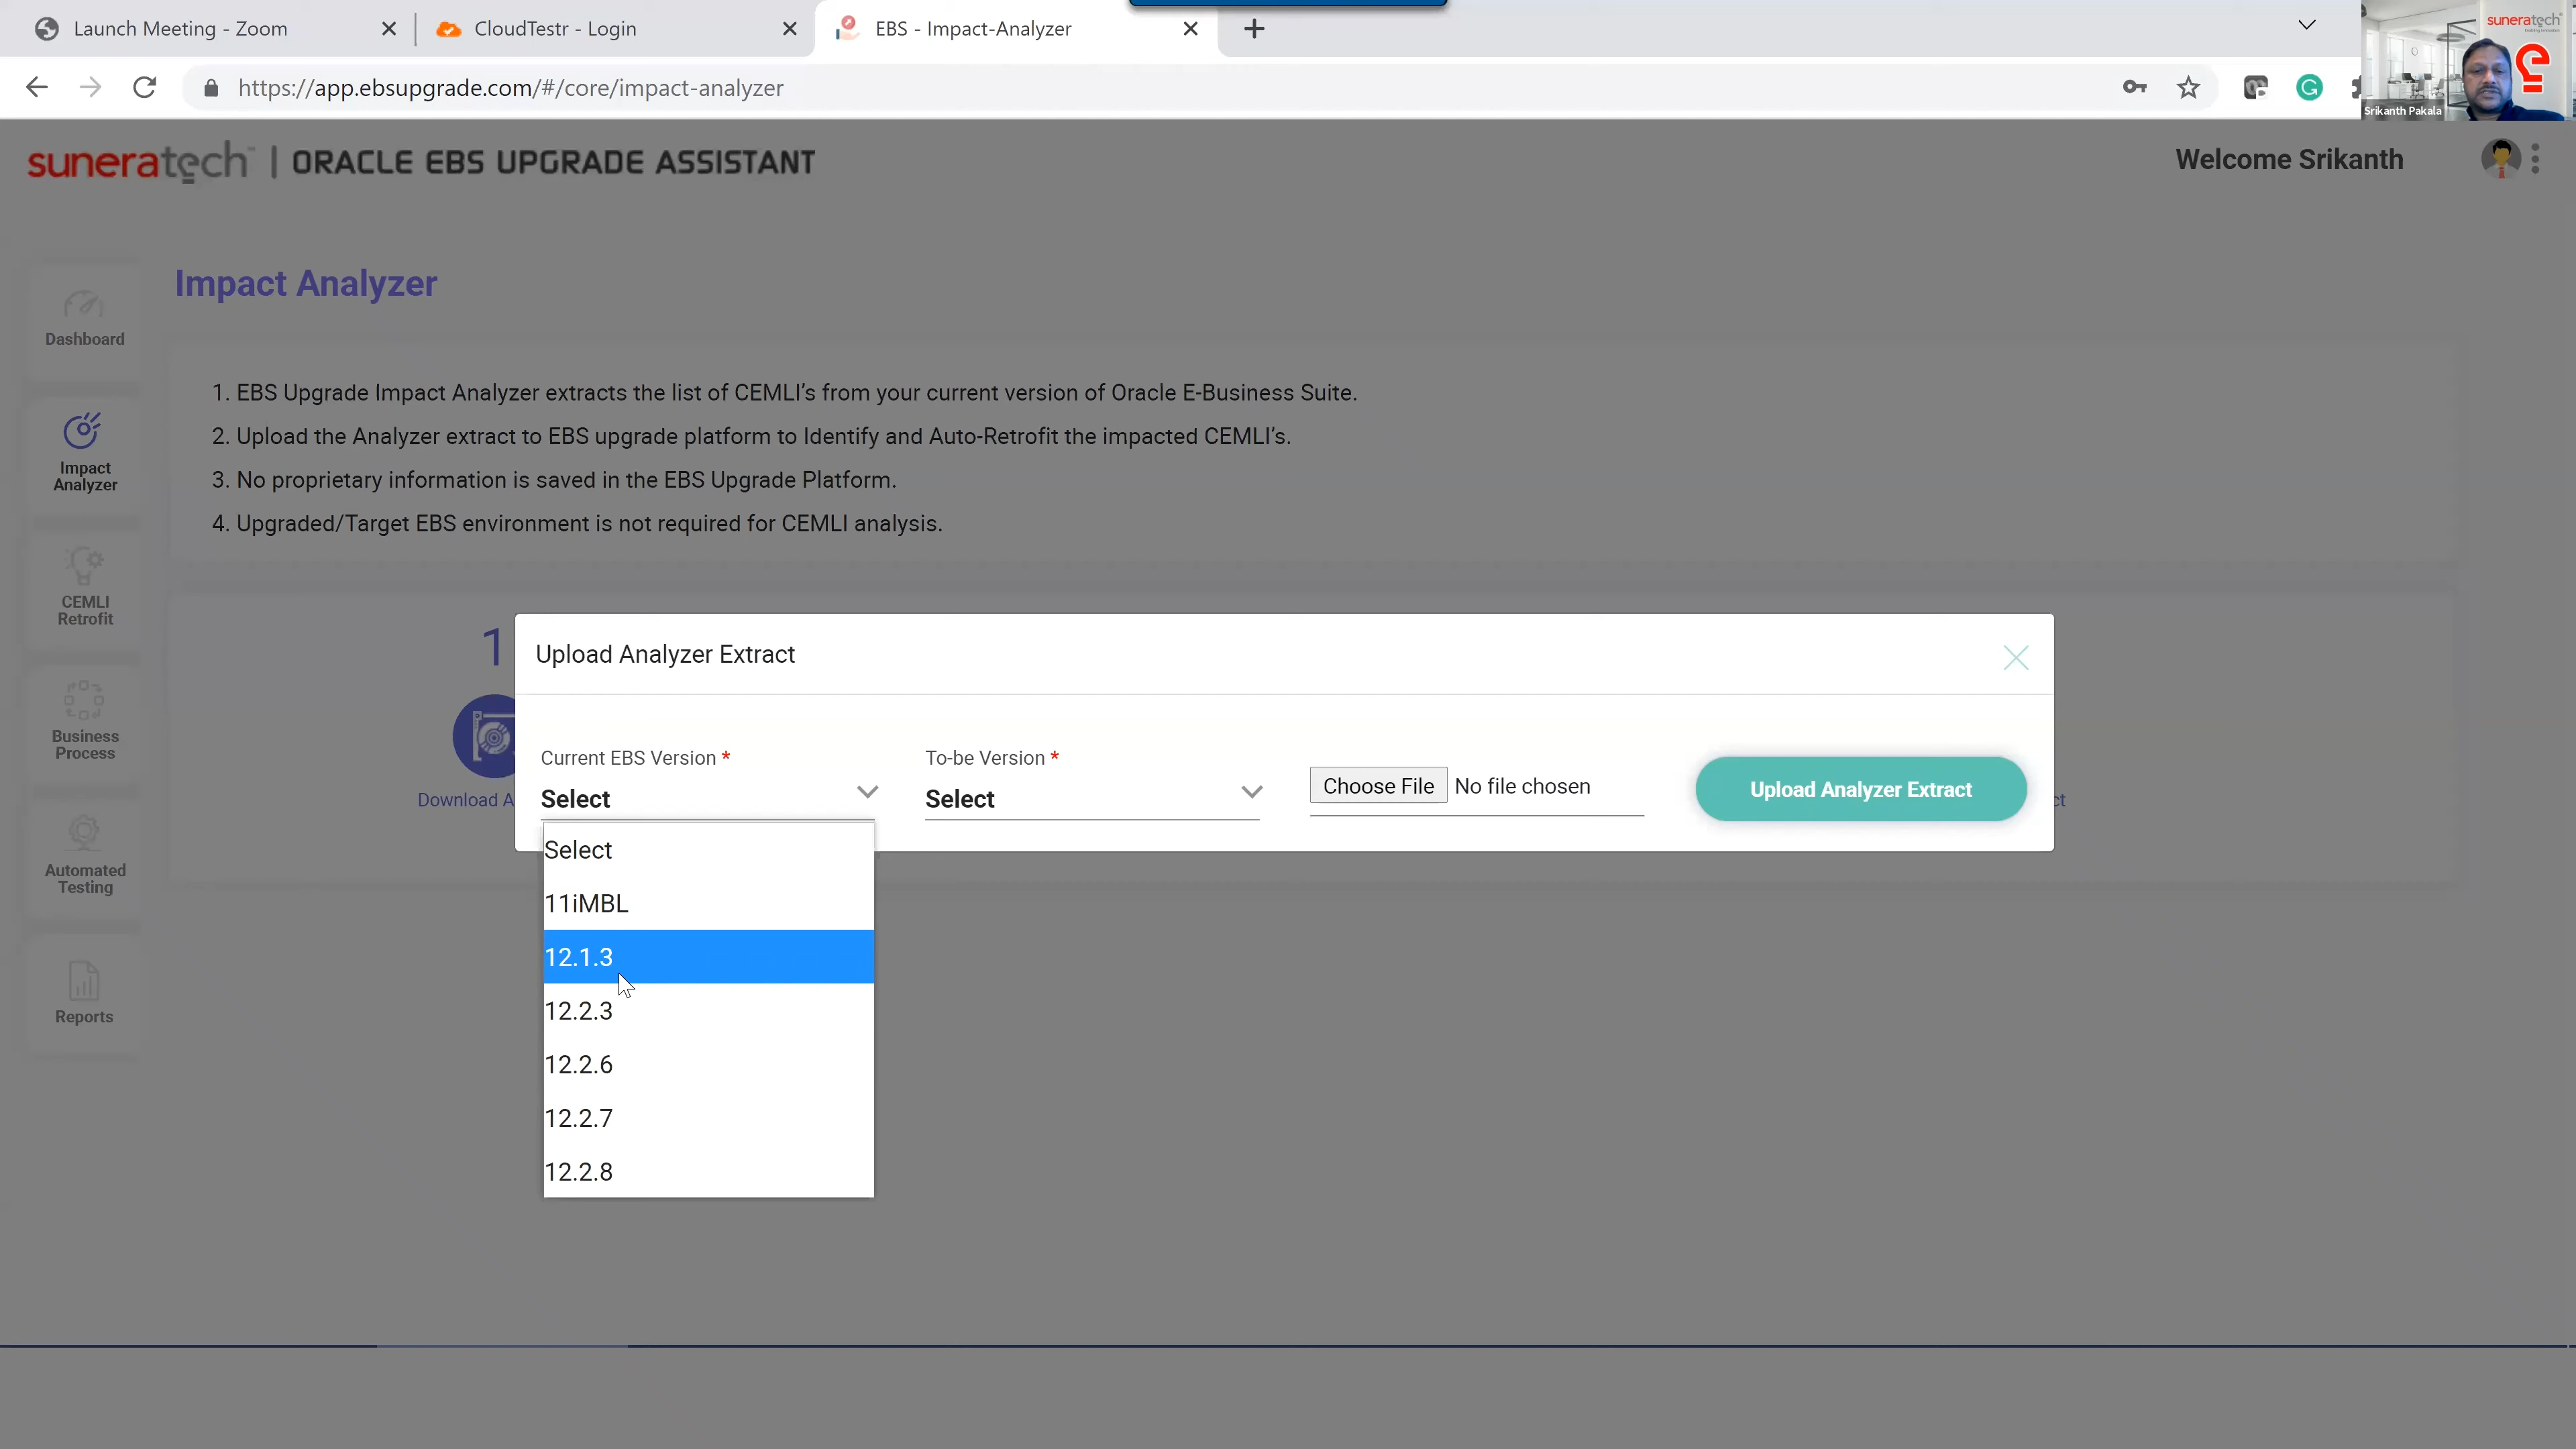 Launch Meeting - Zoom
CloudTestr - Login
EBS - Impact-Analyzer
https://app.ebsupgrade.com/#/core/impact-analyzer
suneratech
Srikanth Pakala
suneratech | ORACLE EBS UPGRADE ASSISTANT
Welcome Srikanth
Impact Analyzer
Dashboard
Impact
Analyzer
CEMLI
Retrofit
Business
Process
Automated
Testing
Reports
1. EBS Upgrade Impact Analyzer extracts the list of CEMLI's from your current version of Oracle E-Business Suite.
2. Upload the Analyzer extract to EBS upgrade platform to Identify and Auto-Retrofit the impacted CEMLI's.
3. No proprietary information is saved in the EBS Upgrade Platform.
4. Upgraded/Target EBS environment is not required for CEMLI analysis.
1
Download A
ct
Upload Analyzer Extract
Current EBS Version *
Select
To-be Version *
Select
Choose File No file chosen
Upload Analyzer Extract
Select
11iMBL
12.1.3
12.2.3
12.2.6
12.2.7
12.2.8